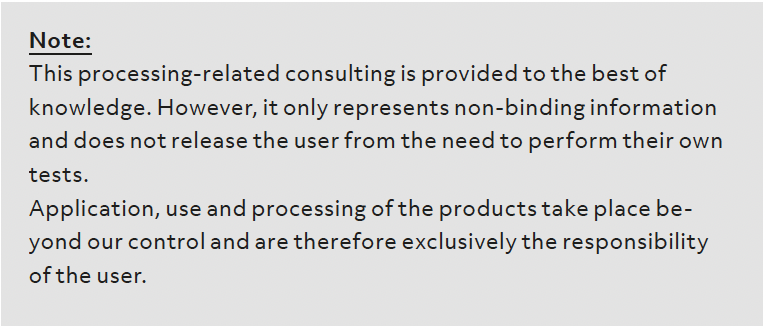 Note:
This processing-related consulting is provided to the best of
knowledge. However, it only represents non-binding information
and does not release the user from the need to perform their own
tests.
Application, use and processing of the products take place be-
yond our control and are therefore exclusively the responsibility
of the user.